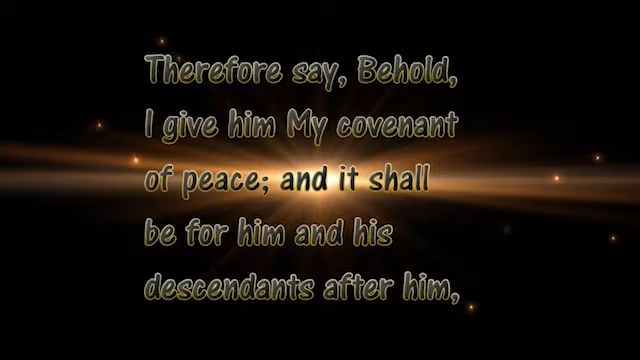 Therefore say, Behold,
I give him My covenant
of peace; and it shall
be for him and his
descendants after him,